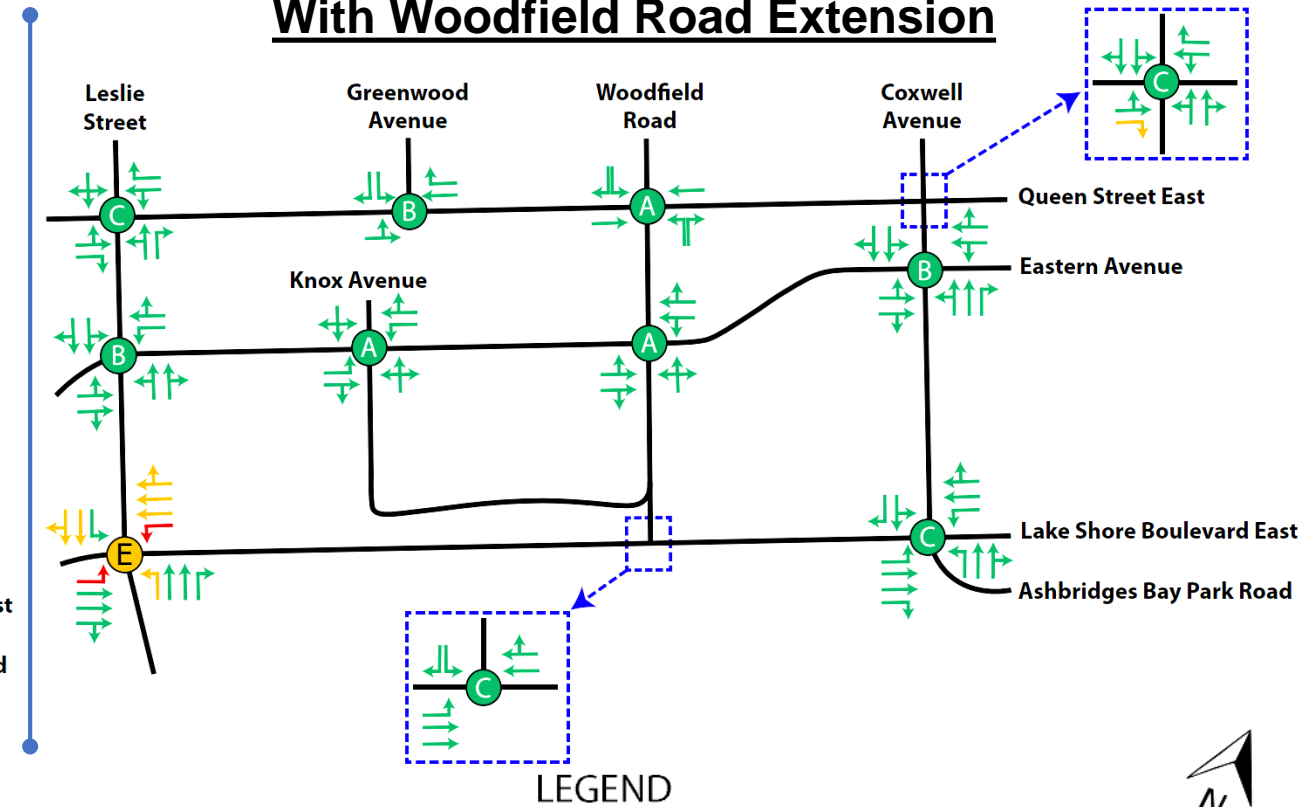 With Woodfield Road Extension
Leslie
Street
Greenwood
Avenue
Woodfield
Road
Coxwell
Avenue
C
Queen Street East
C
B
A
Eastern Avenue
B
Knox Avenue
B
A
A
Lake Shore Boulevard East
E
C
Ashbridges Bay Park Road
st
d
C
LEGEND
N